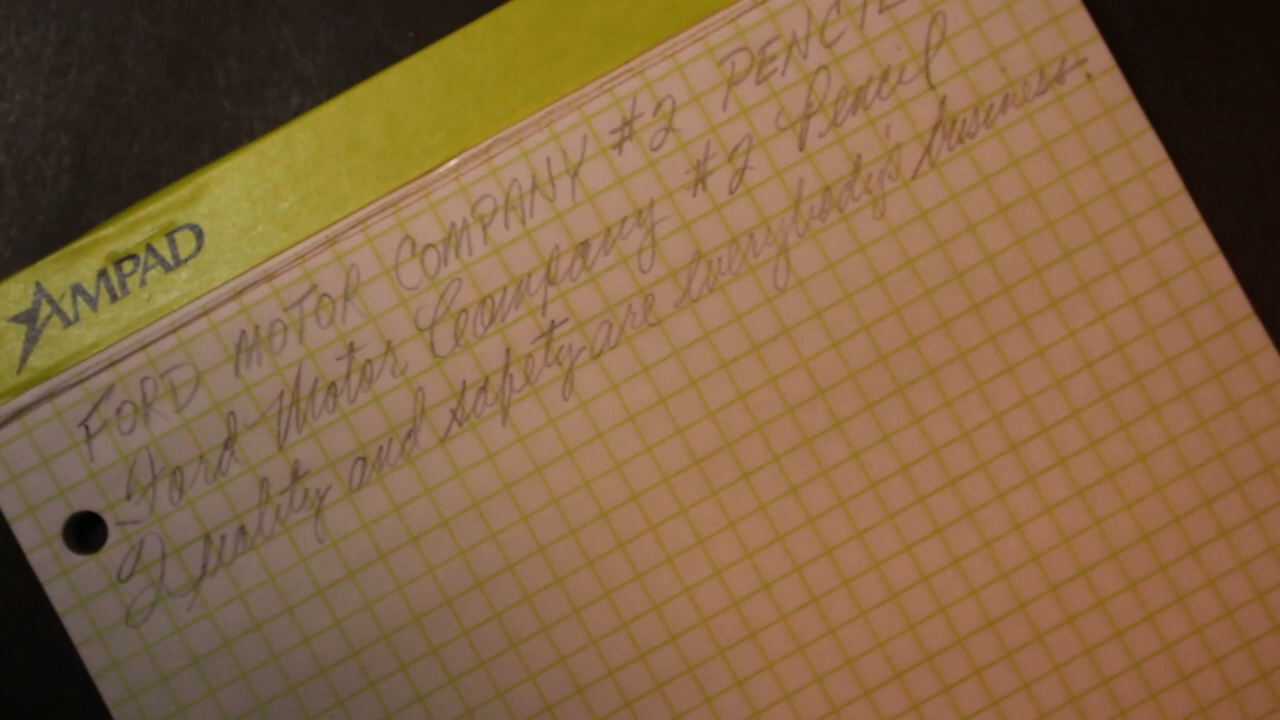 AMPAD
FORD MOTOR COMPANY #2 PENCIL
Ford Motor Company #2 Pencil
Quality and safety are everybody's business.